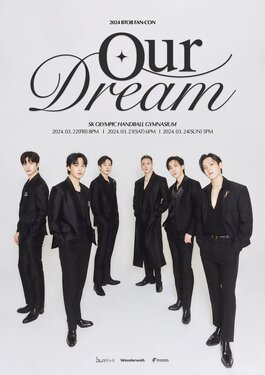 2024 BTOB FAN-CON
Our
Dream
SK OLYMPIC HANDBALL GYMNASIUM
2024. 03. 22(FRI) 8PM | 2024. 03. 23(SAT) 6PM | 2024. 03. 24(SUN) 5PM
Wonderwall.
fromm